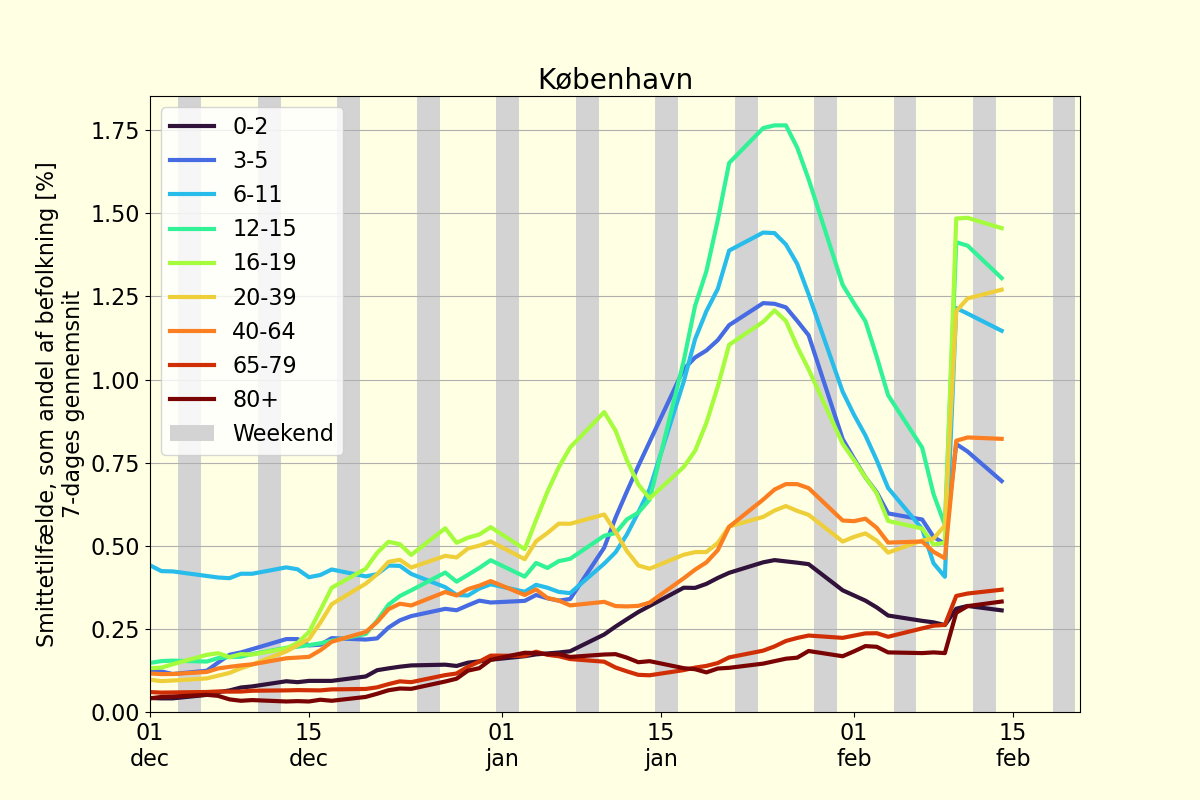 København
Smittetilfælde, som andel af befolkning [%]
7-dages gennemsnit
1.75
1.50
1.25
1.00
0.75
0.50
0.25
0.00
0-2
3-5
6-11
12-15
16-19
20-39
40-64
65-79
80+
Weekend
01 15 01 15 01 15
dec dec jan jan feb feb